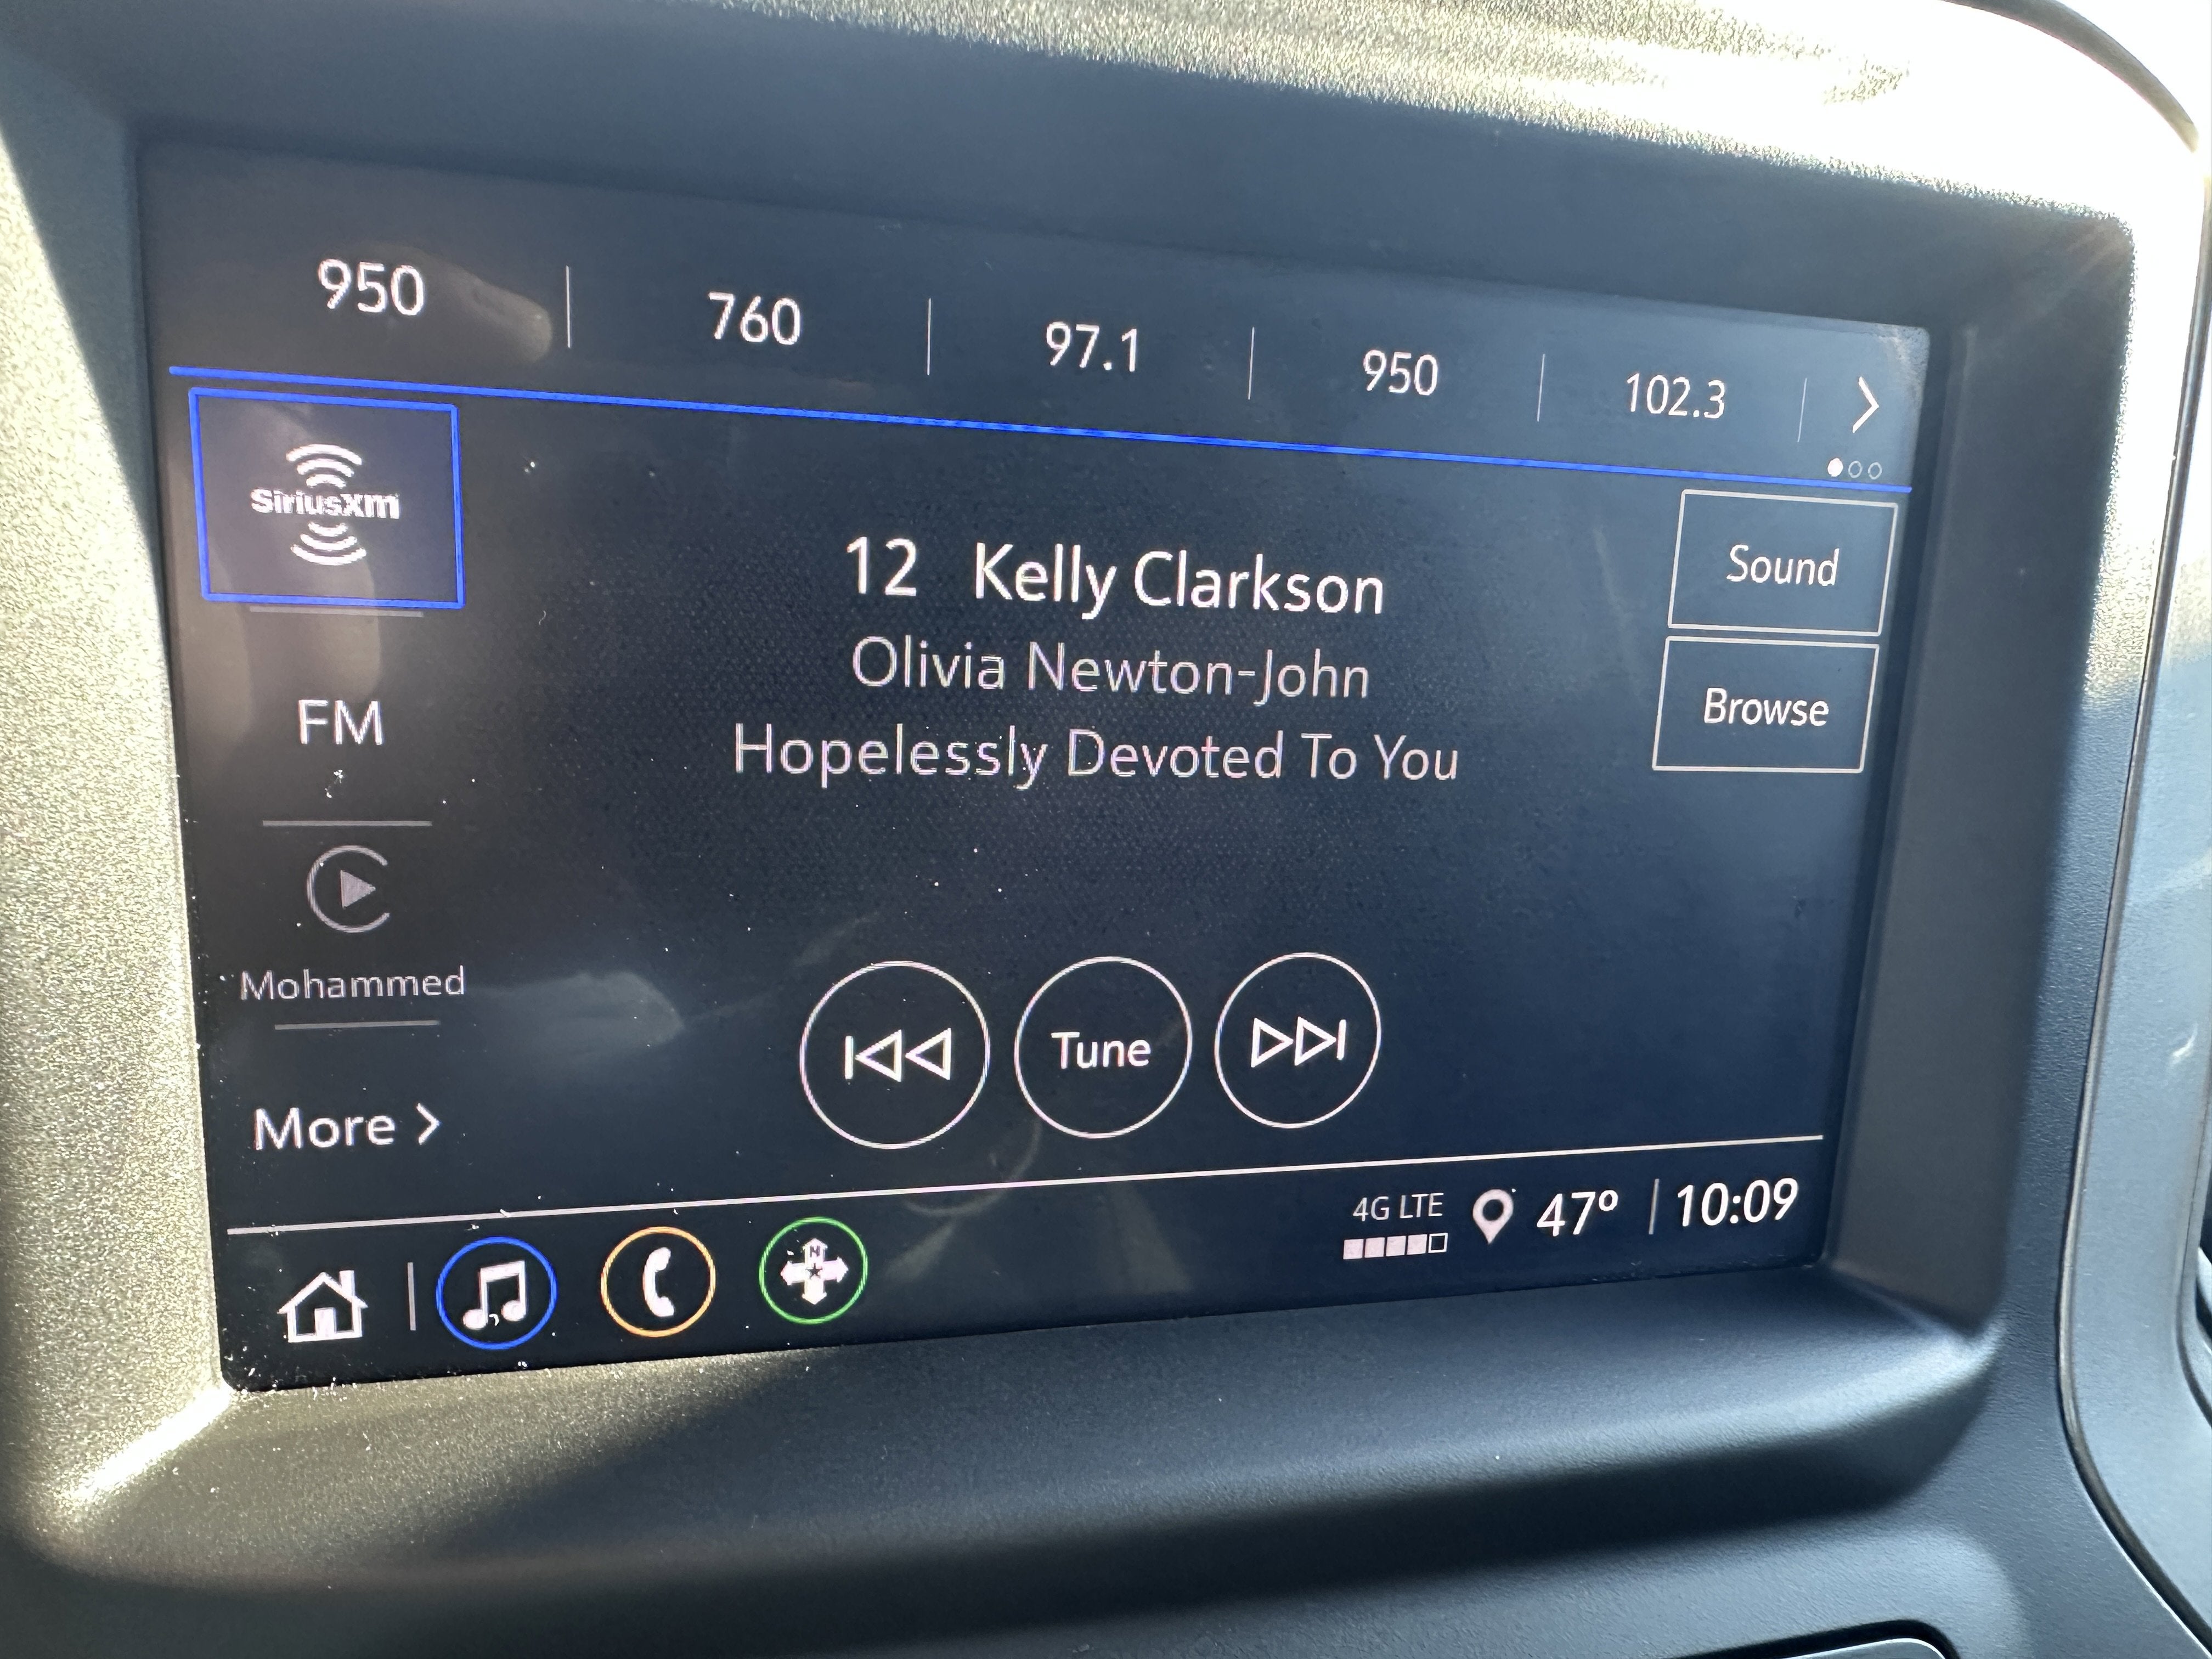 950 760 97.1 950 102.3
SiriusXM
Sound
12 Kelly Clarkson
Olivia Newton-John
Browse
FM
Hopelessly Devoted To You
Mohammed
Tune
More
4G LTE 47° 10:09
N